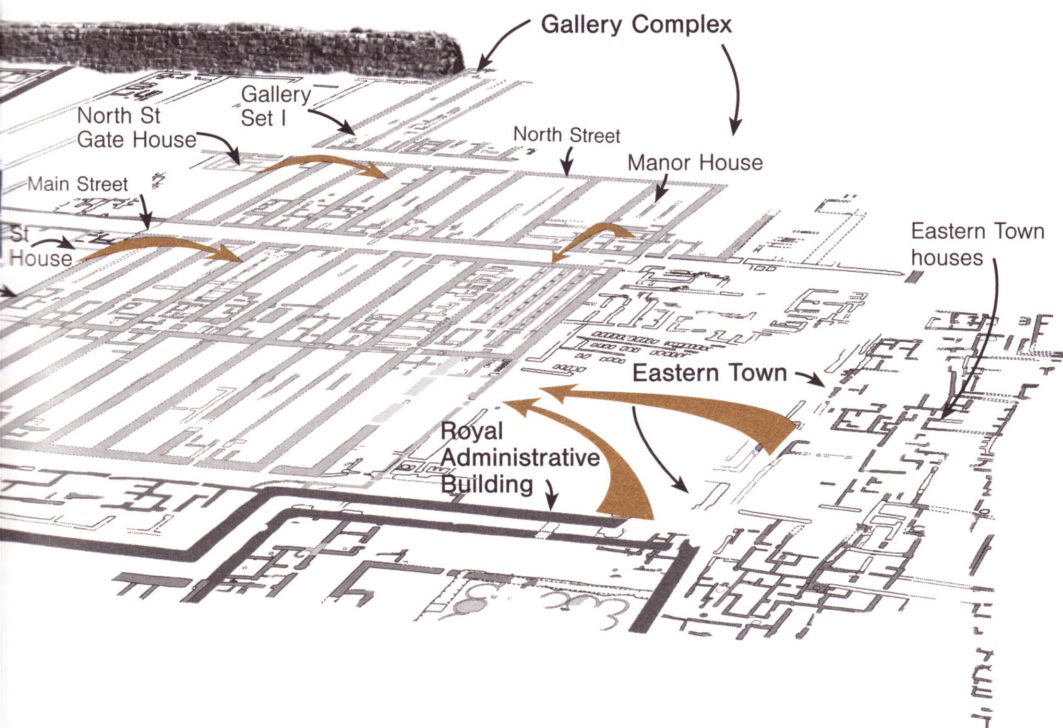 Gallery Complex
Gallery
Set I
North St
Gate House
North Street
Manor House
Main Street
St
House
Eastern Town
houses
Eastern Town
Royal
Administrative
Building